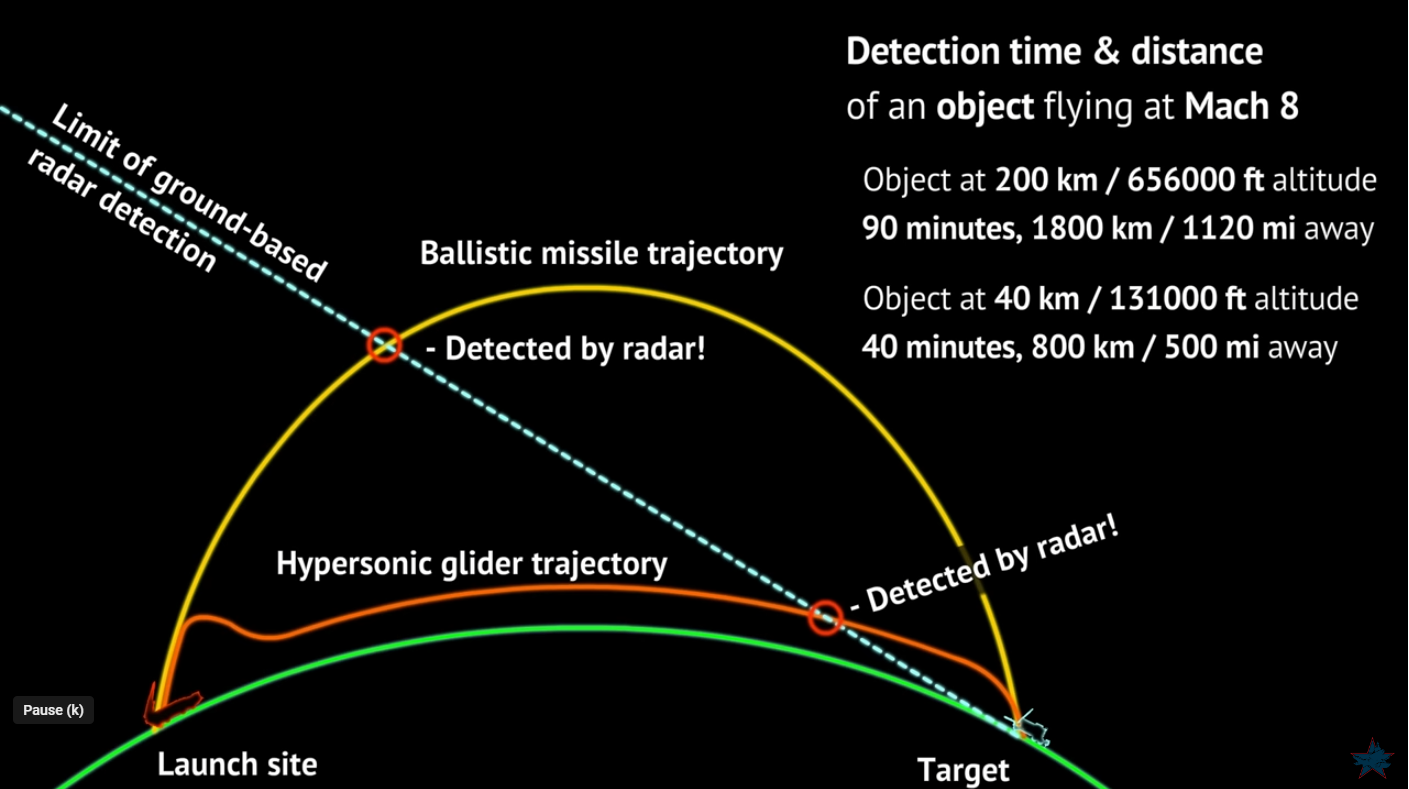 Detection time & distance
of an object flying at Mach 8
Object at 200 km / 656000 ft altitude
90 minutes, 1800 km / 1120 mi away
Object at 40 km / 131000 ft altitude
40 minutes, 800 km / 500 mi away
Limit of ground-based
radar detection
Ballistic missile trajectory
- Detected by radar!
Hypersonic glider trajectory
- Detected by radar!
Pause (k)
Launch site
Target